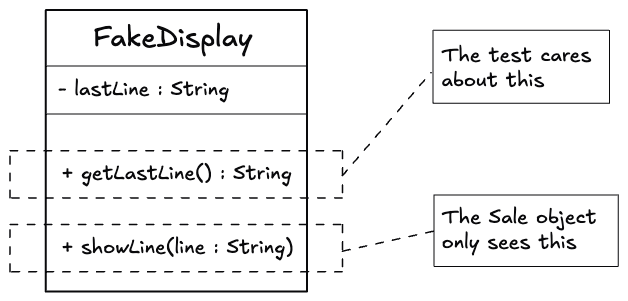 FakeDisplay
- lastLine : String
+ getLastLine() : String
+ showLine(line : String)
The test cares
about this
The Sale object
only sees this